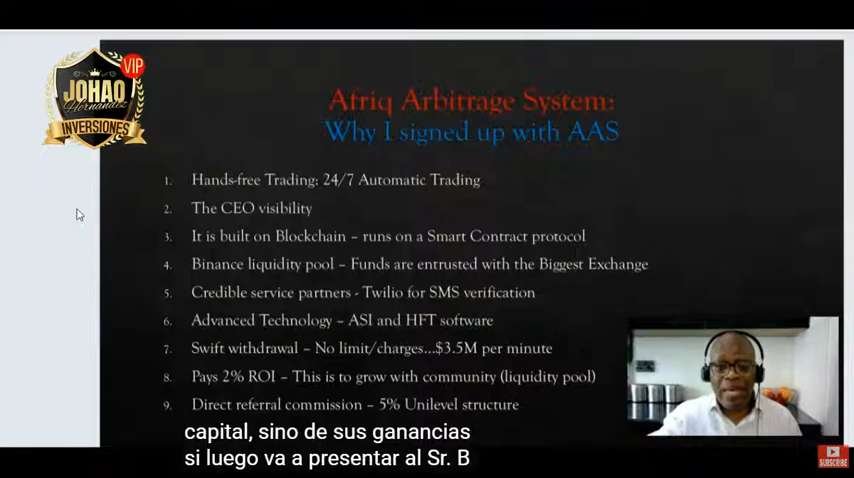 VIP
JOHAO
Hernandez
INVERSIONES
Afriq Arbitrage System:
Why I signed up with AAS
1. Hands-free Trading: 24/7 Automatic Trading
2. The CEO visibility
3. It is built on Blockchain – runs on a Smart Contract protocol
4. Binance liquidity pool – Funds are entrusted with the Biggest Exchange
5. Credible service partners - Twilio for SMS verification
6. Advanced Technology – ASI and HFT software
7. Swift withdrawal – No limit/charges...$3.5M per minute
8. Pays 2% ROI – This is to grow with community (liquidity pool)
9. Direct referral commission – 5% Unilevel structure
capital, sino de sus ganancias
si luego va a presentar al Sr. B
SUBSCRIBE